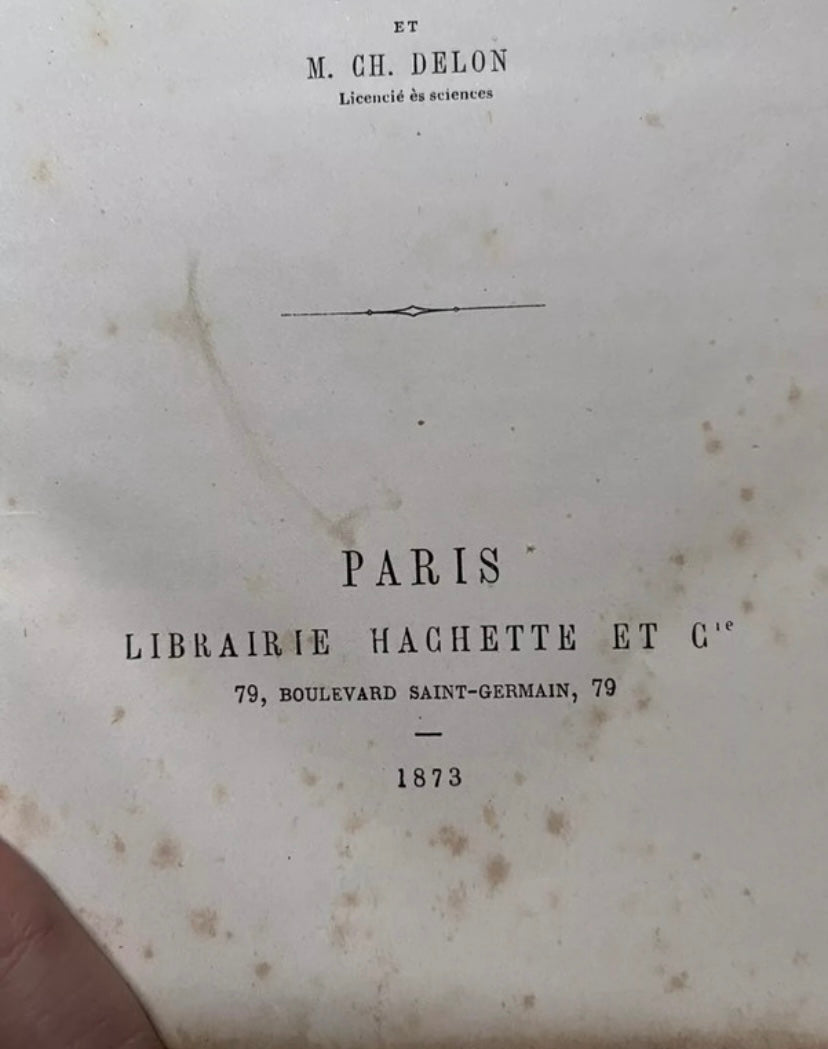 ET
M. CH. DELON
Licencié ès sciences
PARIS
LIBRAIRIE HACHETTE ET Cie
79, BOULEVARD SAINT-GERMAIN, 79
1873